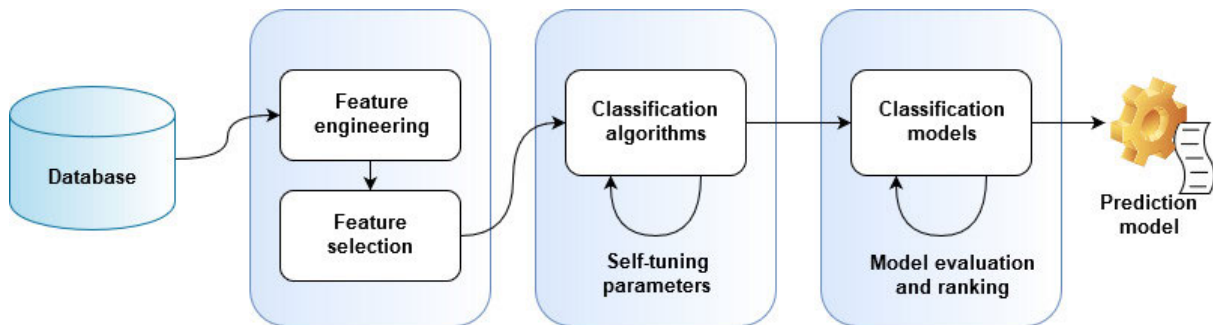 Database
Feature
engineering
Feature
selection
Classification
algorithms
Self-tuning
parameters
Classification
models
Model evaluation
and ranking
Prediction
model